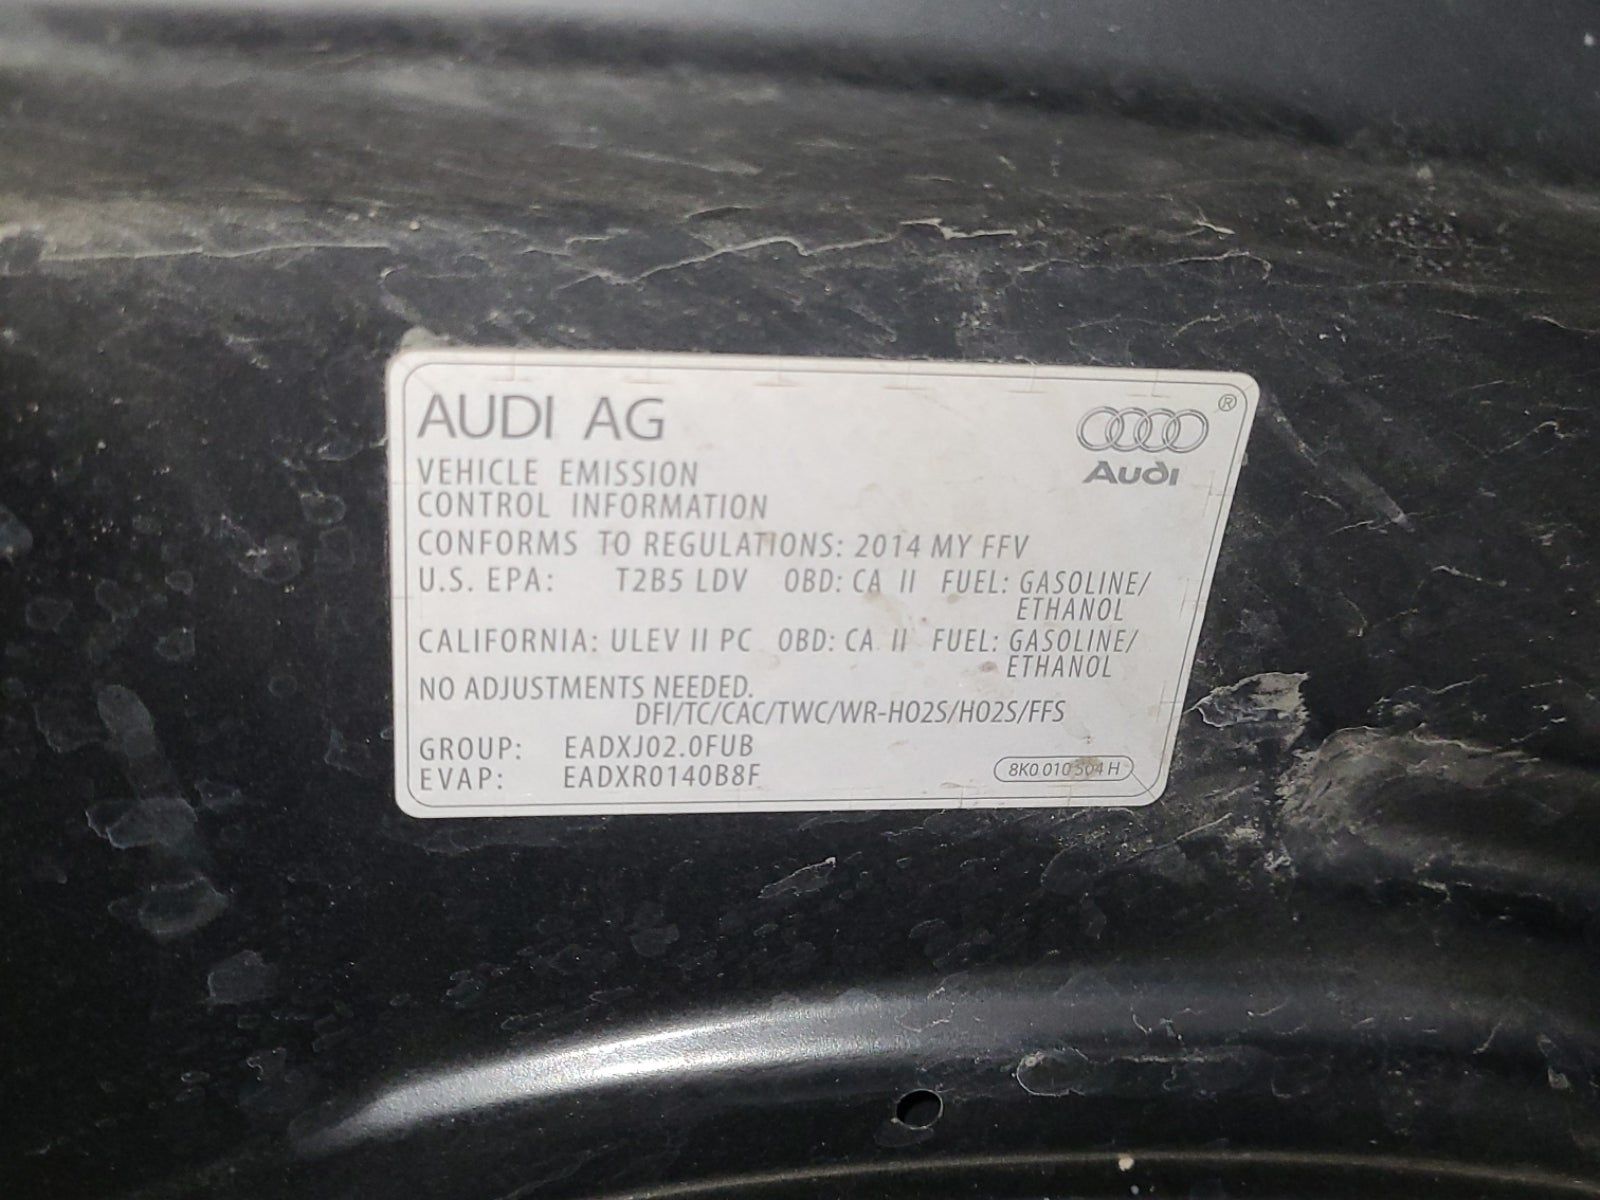 AUDI AG
®
Audi
VEHICLE EMISSION
CONTROL INFORMATION
CONFORMS TO REGULATIONS: 2014 MY FFV
U.S. EPA: T2B5 LDV OBD: CA II FUEL: GASOLINE/
ETHANOL
CALIFORNIA: ULEV II PC OBD: CA II FUEL: GASOLINE/
ETHANOL
NO ADJUSTMENTS NEEDED.
DFI/TC/CAC/TWC/WR-HO2S/HO2S/FFS
GROUP: EADXJ02.0FUB
EVAP: EADXR0140B8F
8K0 010 504 H